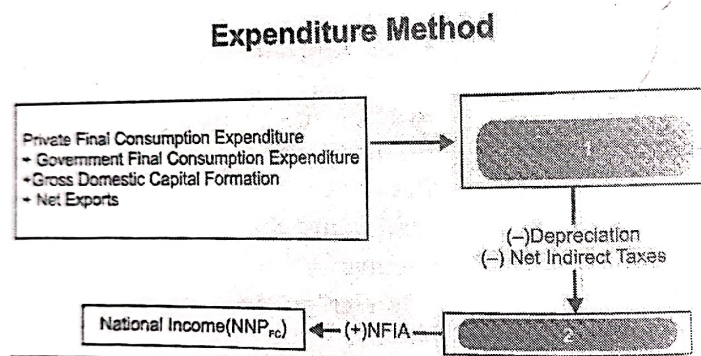 Expenditure Method
Private Final Consumption Expenditure
+ Government Final Consumption Expenditure
+Gross Domestic Capital Formation
+ Net Exports
1
(–)Depreciation
(–) Net Indirect Taxes
National Income(NNP_FC)
(+)NFIA
2